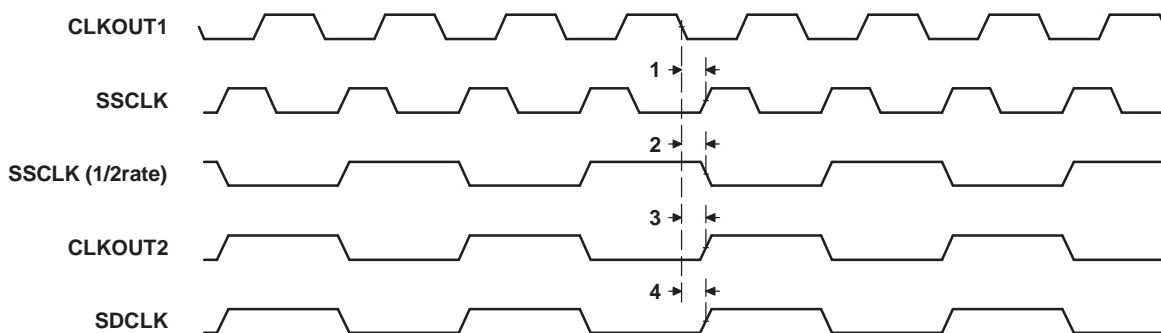 CLKOUT1
1
SSCLK
2
SSCLK (1/2rate)
3
CLKOUT2
4
SDCLK